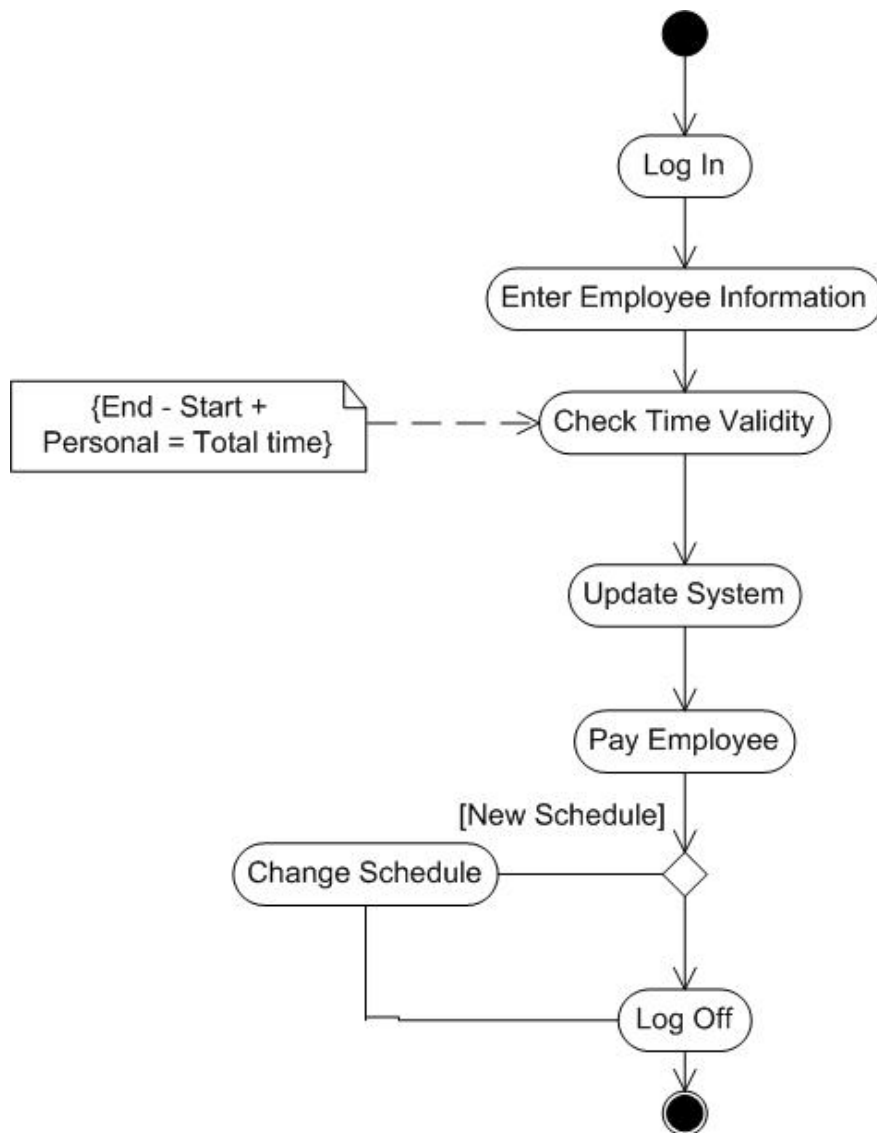 Log In
Enter Employee Information
{End - Start +
Personal = Total time}
Check Time Validity
Update System
Pay Employee
[New Schedule]
Change Schedule
Log Off